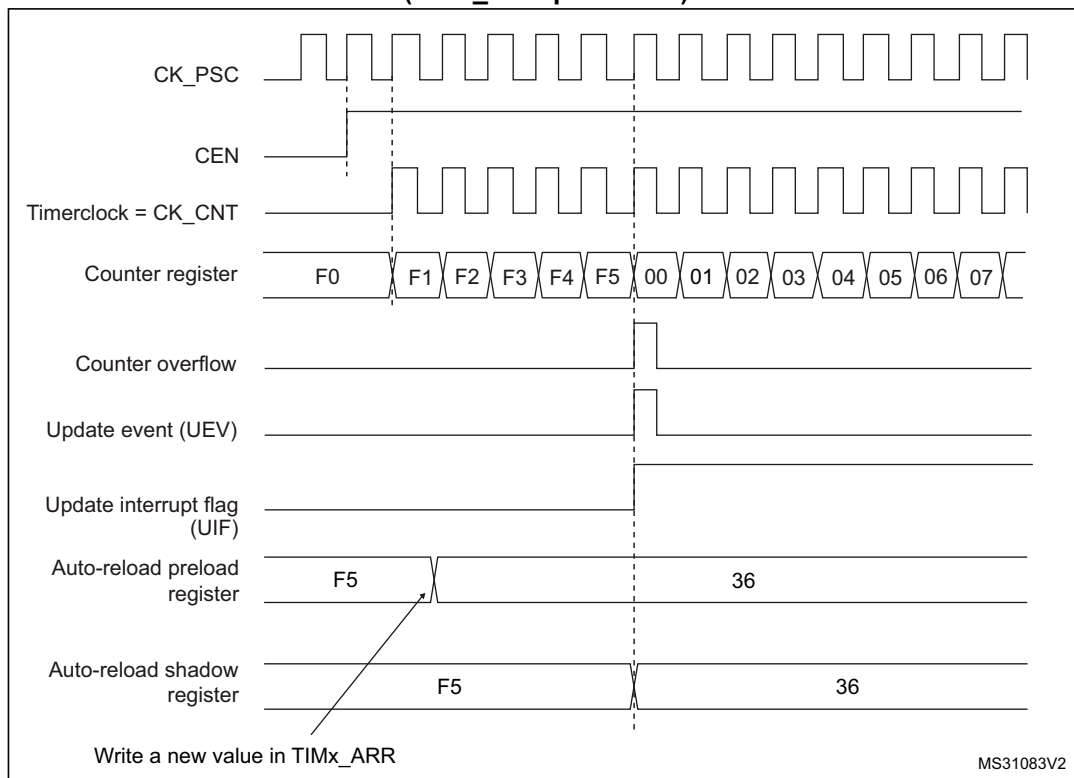 CK_PSC
CEN
Timerclock = CK_CNT
Counter register
F0 F1 F2 F3 F4 F5 00 01 02 03 04 05 06 07
Counter overflow
Update event (UEV)
Update interrupt flag
(UIF)
Auto-reload preload
register
F5 36
Auto-reload shadow
register
F5 36
Write a new value in TIMx_ARR
MS31083V2